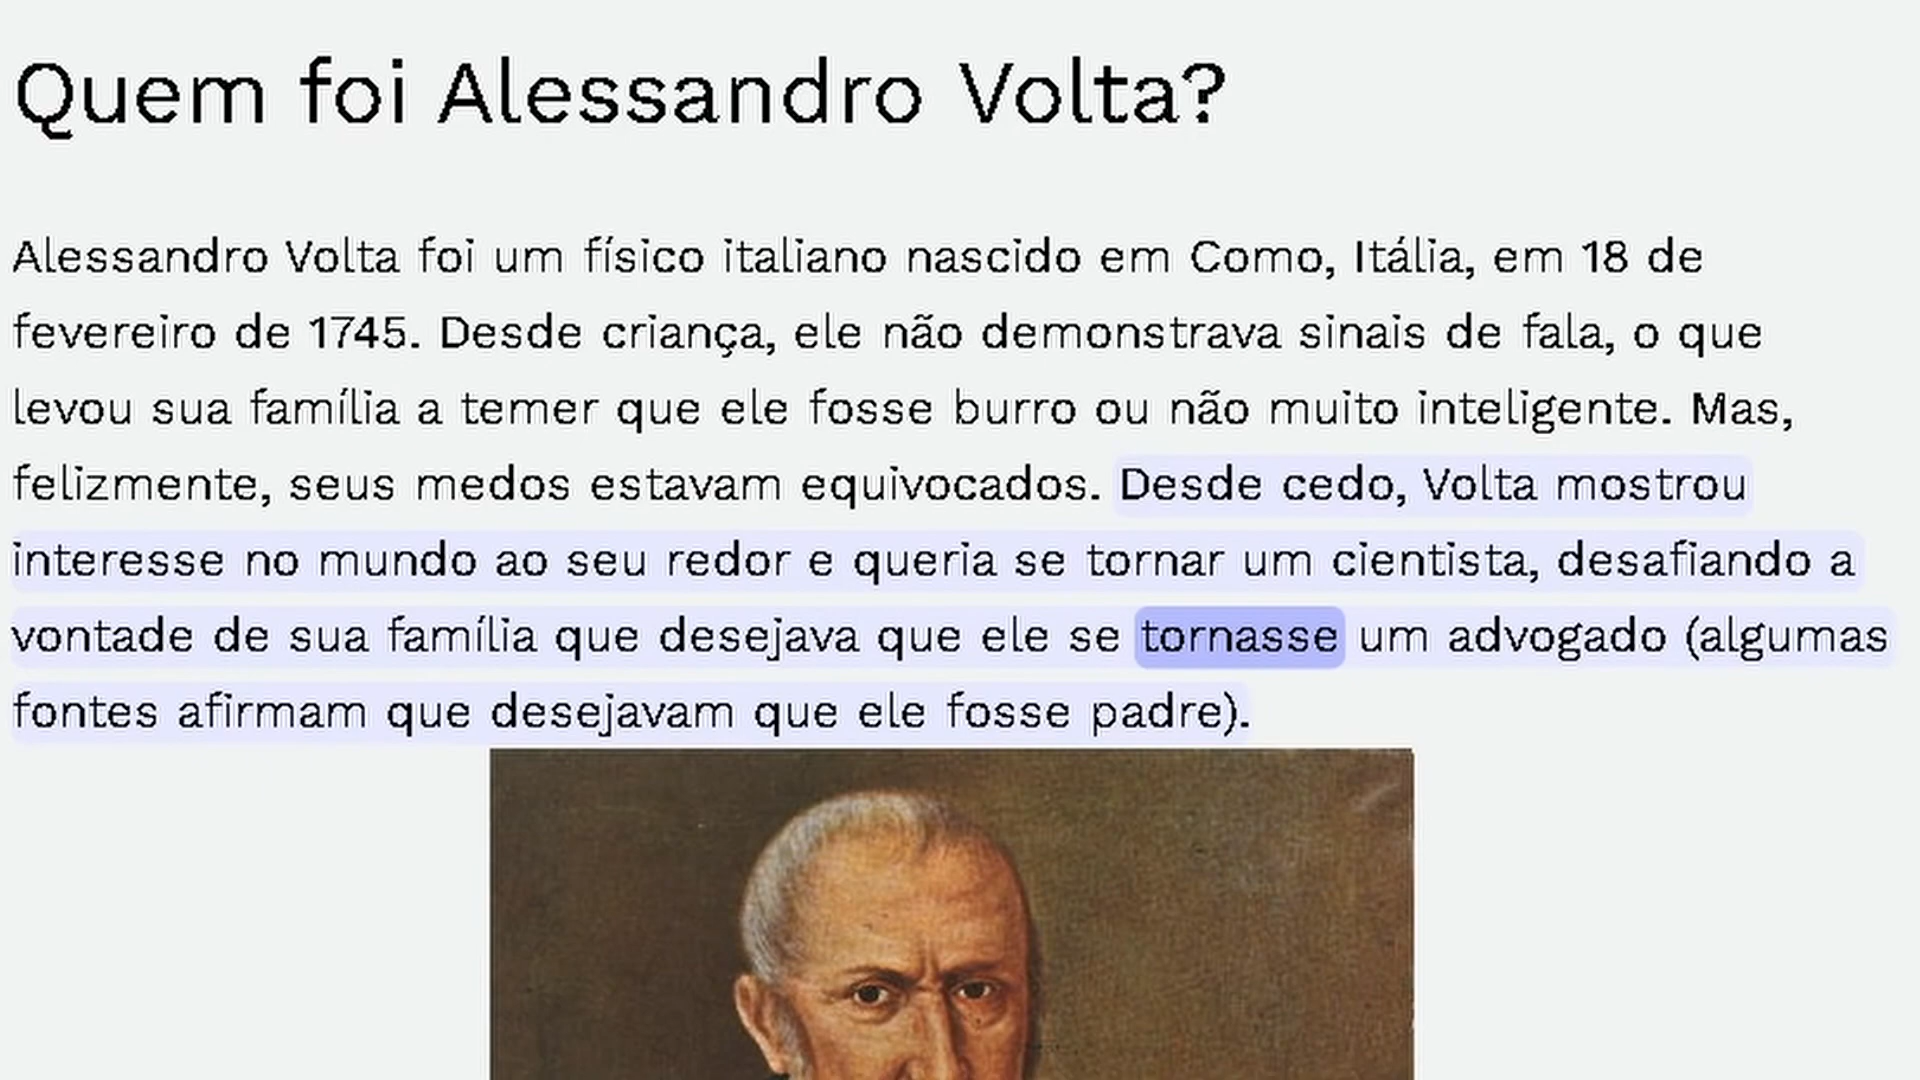 Quem foi Alessandro Volta?
Alessandro Volta foi um físico italiano nascido em Como, Itália, em 18 de
fevereiro de 1745. Desde criança, ele não demonstrava sinais de fala, o que
levou sua família a temer que ele fosse burro ou não muito inteligente. Mas,
felizmente, seus medos estavam equivocados. Desde cedo, Volta mostrou
interesse no mundo ao seu redor e queria se tornar um cientista, desafiando a
vontade de sua família que desejava que ele se tornasse um advogado (algumas
fontes afirmam que desejavam que ele fosse padre).